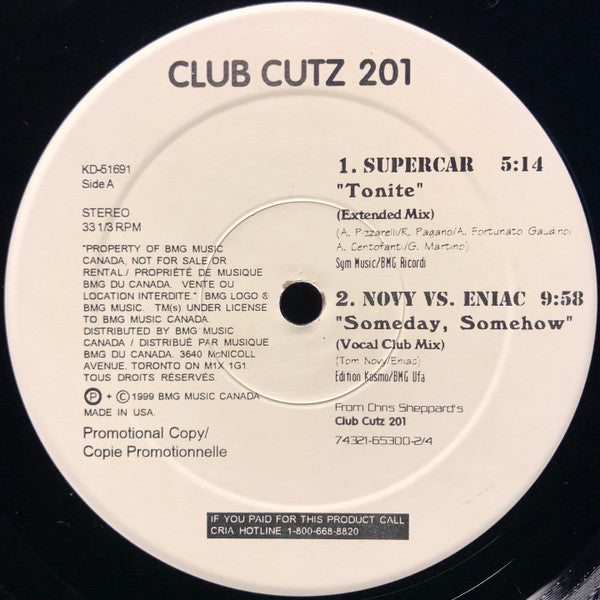 CLUB CUTZ 201
KD-51691
Side A
STEREO
33 1/3 RPM
"PROPERTY OF BMG MUSIC
CANADA. NOT FOR SALE OR
RENTAL / PROPRIÉTÉ DE MUSIQUE
BMG DU CANADA. VENTE OU
LOCATION INTERDITE." BMG LOGO ®
BMG MUSIC. TM(s) UNDER LICENSE
TO BMG MUSIC CANADA.
DISTRIBUTED BY BMG MUSIC
CANADA / DISTRIBUÉ PAR MUSIQUE
BMG DU CANADA. 3640 McNICOLL
AVENUE, TORONTO ON M1X 1G1.
TOUS DROITS RÉSERVÉS.
Ⓟ + © 1999 BMG MUSIC CANADA
MADE IN USA.
Promotional Copy/
Copie Promotionnelle
1. SUPERCAR 5:14
"Tonite"
(Extended Mix)
(A. Pizzarelli/R. Pagano/A. Fortunato Gaudino/
A. Centofanti/G. Martino)
Sym Music/BMG Ricordi
2. NOVY VS. ENIAC 9:58
"Someday, Somehow"
(Vocal Club Mix)
(Tom Novy/Eniac)
Edition Kosmo/BMG Ufa
From Chris Sheppard's
Club Cutz 201
74321-65300-2/4
IF YOU PAID FOR THIS PRODUCT CALL
CRIA HOTLINE 1-800-668-8820